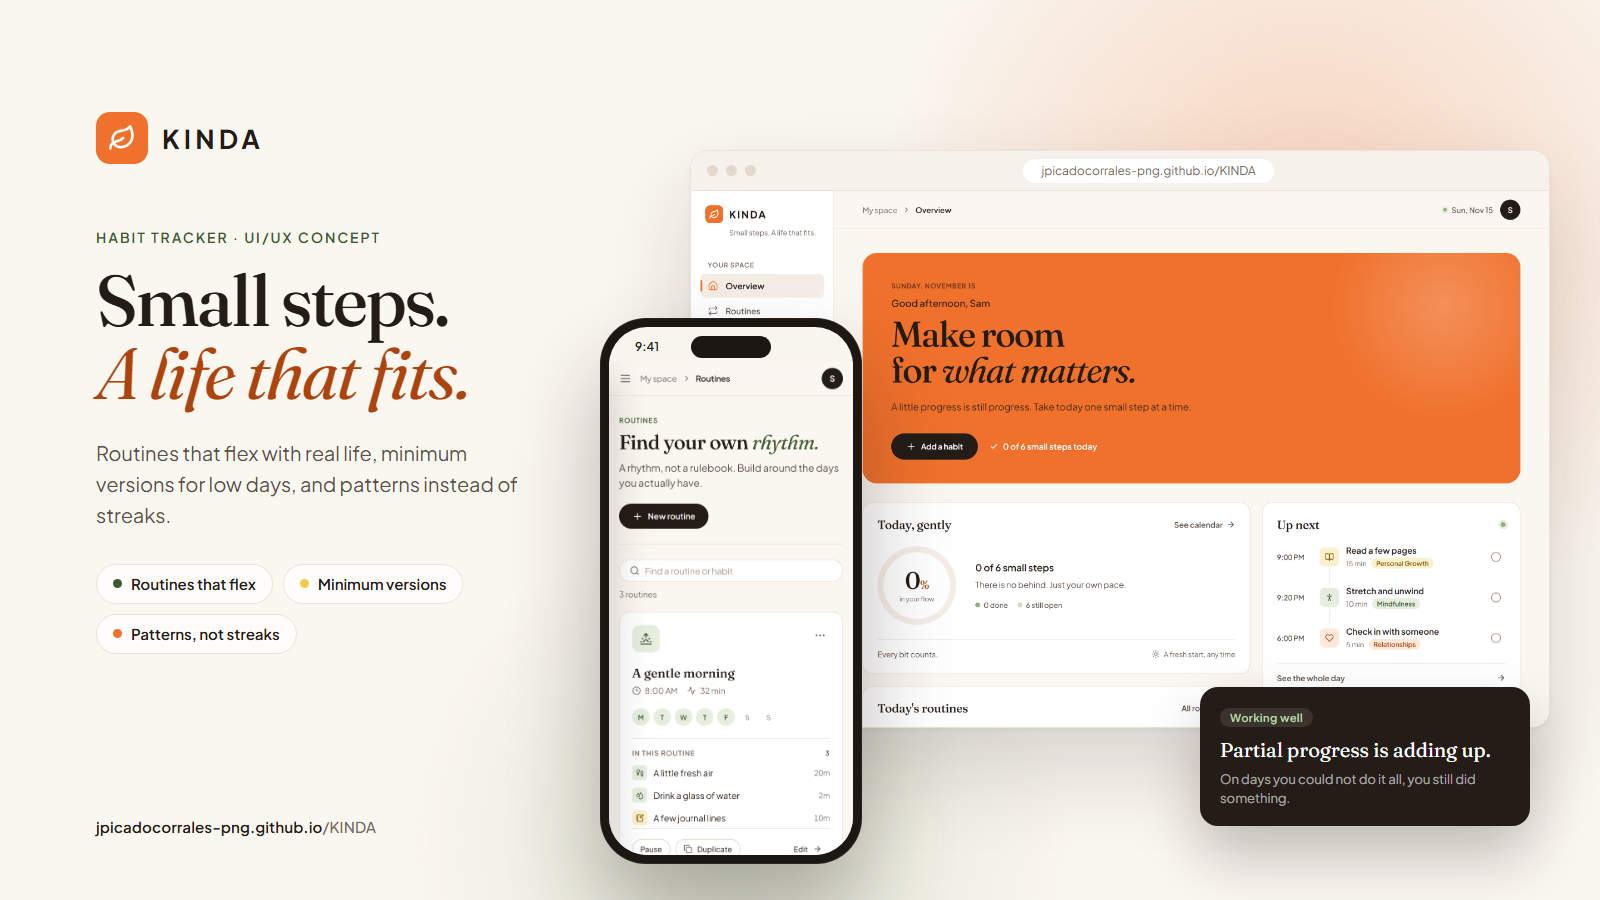 KINDA
HABIT TRACKER · UI/UX CONCEPT
Small steps.
A life that fits.
Routines that flex with real life, minimum
versions for low days, and patterns instead of
streaks.
Routines that flex
Minimum versions
Patterns, not streaks
jpicadocorrales-png.github.io/KINDA
jpicadocorrales-png.github.io/KINDA
KINDA
Small steps. A life that fits.
YOUR SPACE
Overview
Routines
My space > Overview
Sun, Nov 15
S
SUNDAY, NOVEMBER 15
Good afternoon, Sam
Make room
for what matters.
A little progress is still progress. Take today one small step at a time.
+ Add a habit
0 of 6 small steps today
Today, gently
See calendar →
0%
in your flow
0 of 6 small steps
There is no behind. Just your own pace.
0 done
6 still open
Every bit counts.
A fresh start, any time
Up next
9:00 PM
Read a few pages
15 min
Personal Growth
9:20 PM
Stretch and unwind
10 min
Mindfulness
6:00 PM
Check in with someone
5 min
Relationships
See the whole day →
Today's routines
All ro
9:41
My space > Routines
S
ROUTINES
Find your own rhythm.
A rhythm, not a rulebook. Build around the days
you actually have.
+ New routine
Find a routine or habit
3 routines
A gentle morning
8:00 AM
32 min
M T W T F S S
IN THIS ROUTINE
3
A little fresh air
20m
Drink a glass of water
2m
A few journal lines
10m
Pause
Duplicate
Edit →
Working well
Partial progress is adding up.
On days you could not do it all, you still did
something.